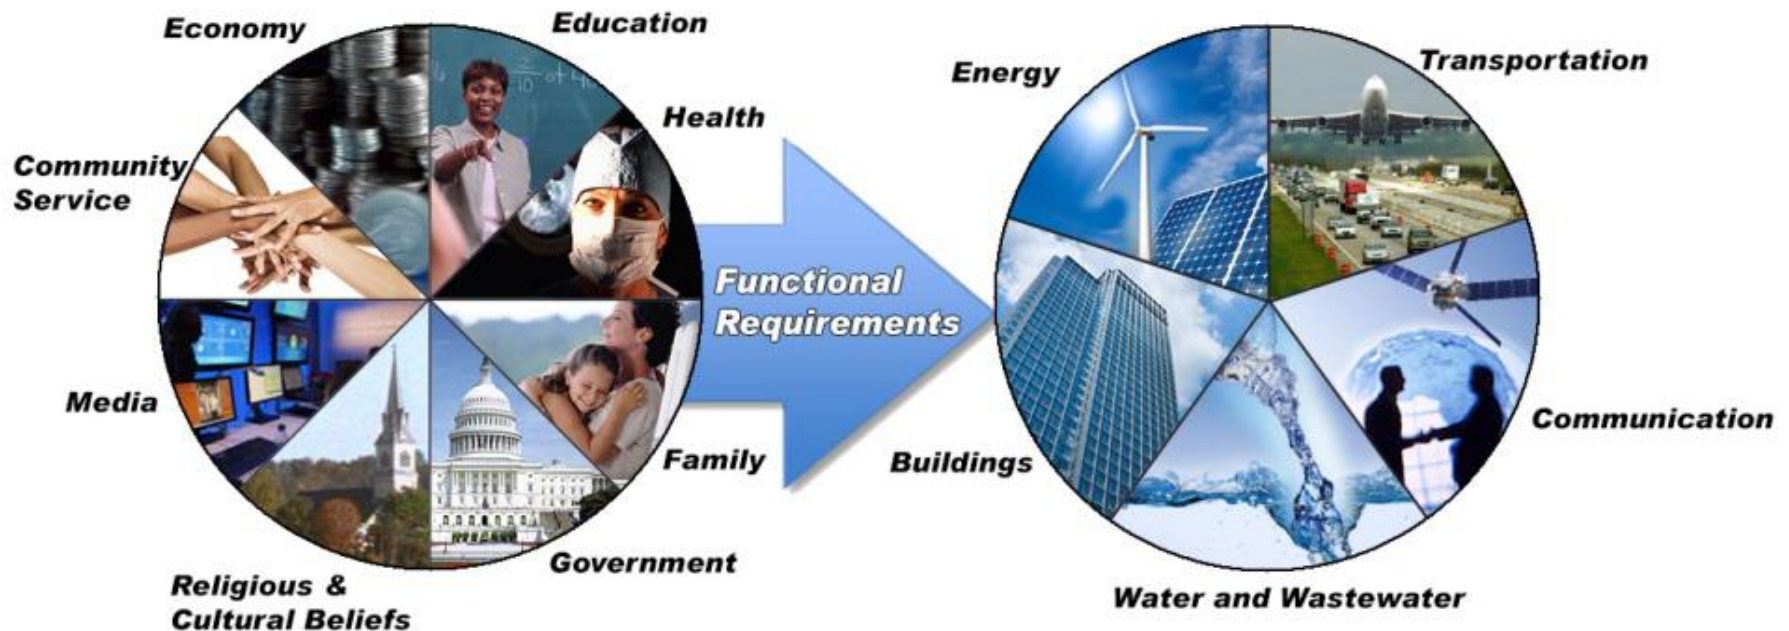 Economy
Education
Health
Community
Service
Media
Religious &
Cultural Beliefs
Government
Family
Functional
Requirements
Energy
Transportation
Buildings
Communication
Water and Wastewater